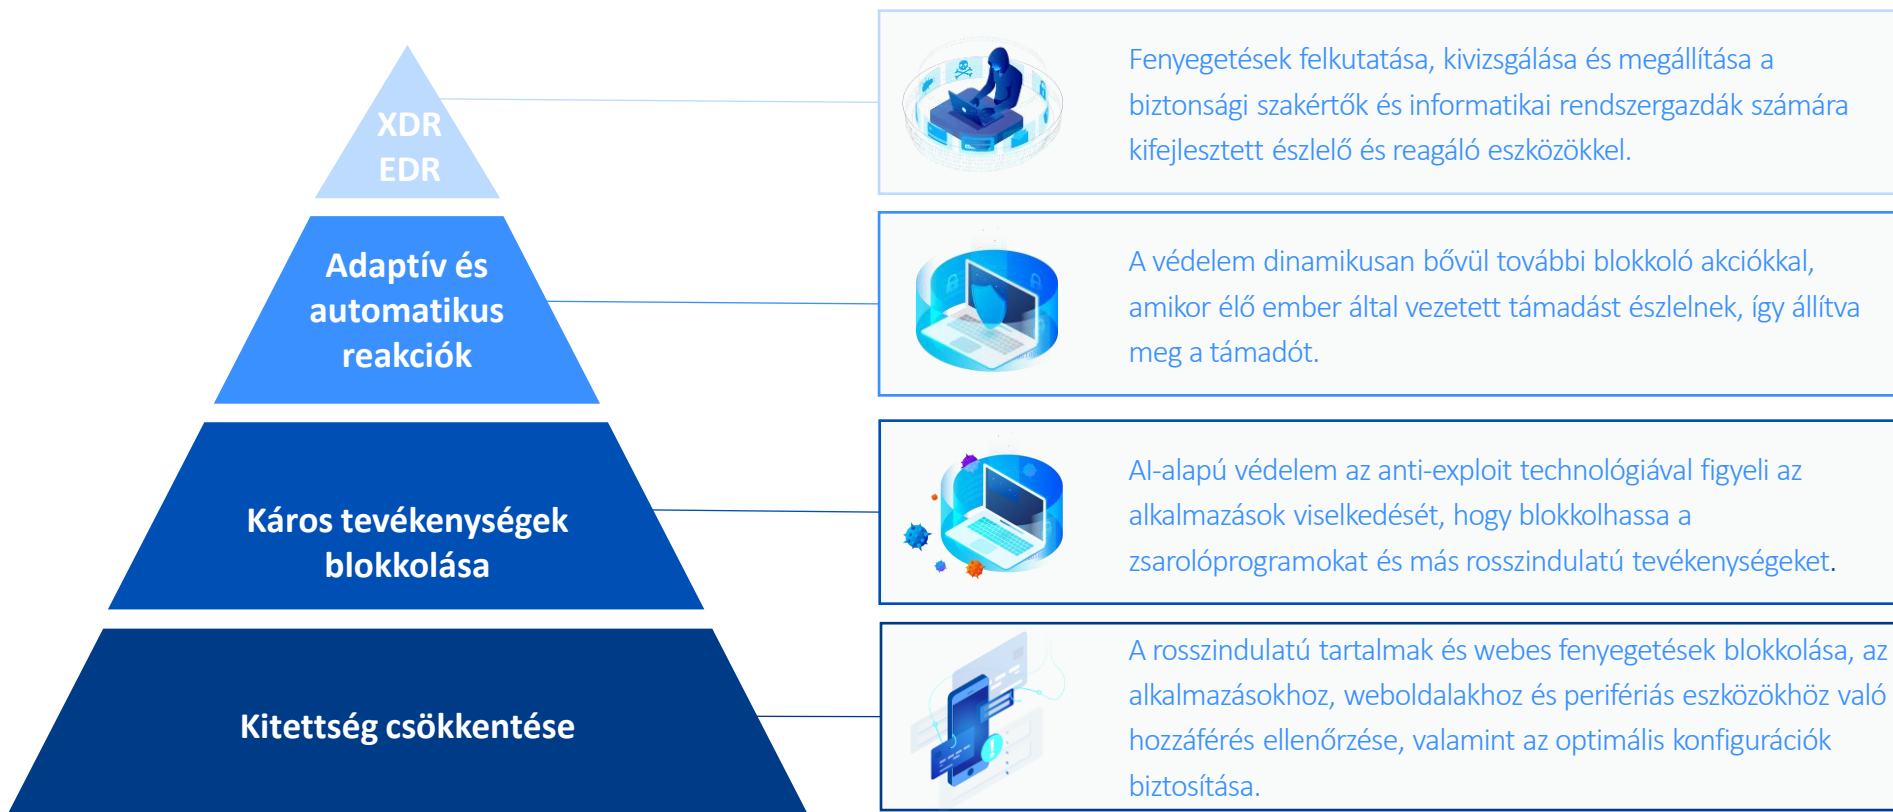 XDR
EDR
Fenyegetések felkutatása, kivizsgálása és megállítása a
biztonsági szakértők és informatikai rendszergazdák számára
kifejlesztett észlelő és reagáló eszközökkel.
Adaptív és
automatikus
reakciók
A védelem dinamikusan bővül további blokkoló akciókkal,
amikor élő ember által vezetett támadást észlelnek, így állítva
meg a támadót.
Káros tevékenységek
blokkolása
AI-alapú védelem az anti-exploit technológiával figyeli az
alkalmazások viselkedését, hogy blokkolhassa a
zsarolóprogramokat és más rosszindulatú tevékenységeket.
Kitettség csökkentése
A rosszindulatú tartalmak és webes fenyegetések blokkolása, az
alkalmazásokhoz, weboldalakhoz és perifériás eszközökhöz való
hozzáférés ellenőrzése, valamint az optimális konfigurációk
biztosítása.